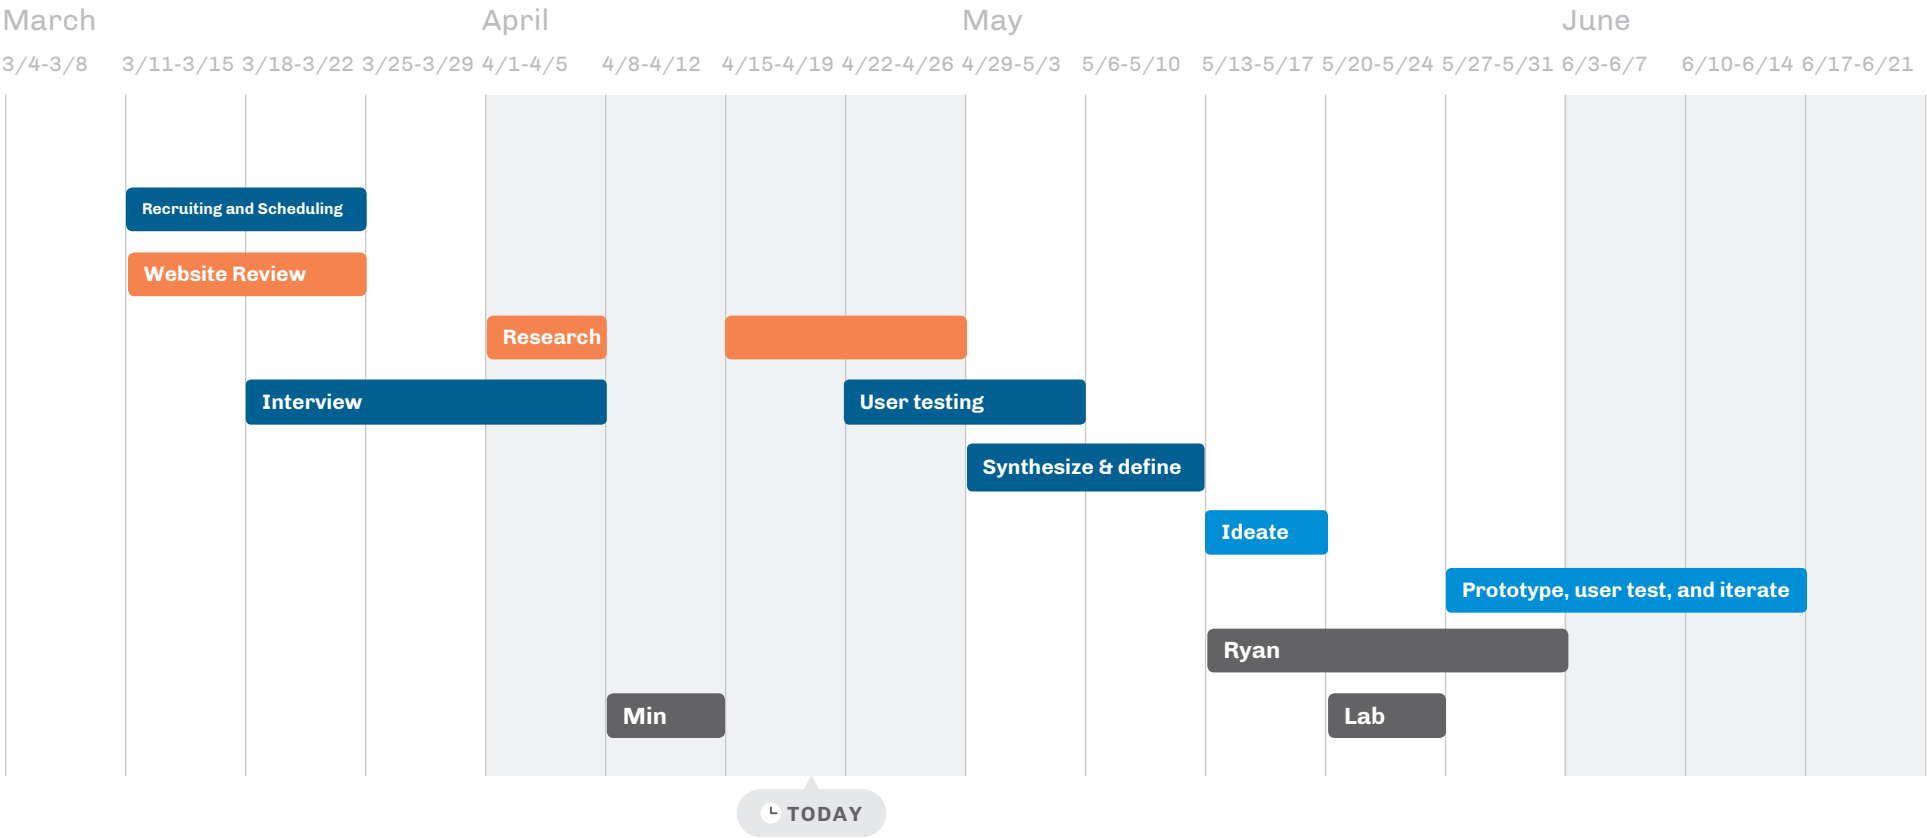 March April May June
3/4-3/8 3/11-3/15 3/18-3/22 3/25-3/29 4/1-4/5 4/8-4/12 4/15-4/19 4/22-4/26 4/29-5/3 5/6-5/10 5/13-5/17 5/20-5/24 5/27-5/31 6/3-6/7 6/10-6/14 6/17-6/21
Recruiting and Scheduling
Website Review
Research
Interview User testing
Synthesize & define
Ideate
Prototype, user test, and iterate
Ryan
Min Lab
TODAY